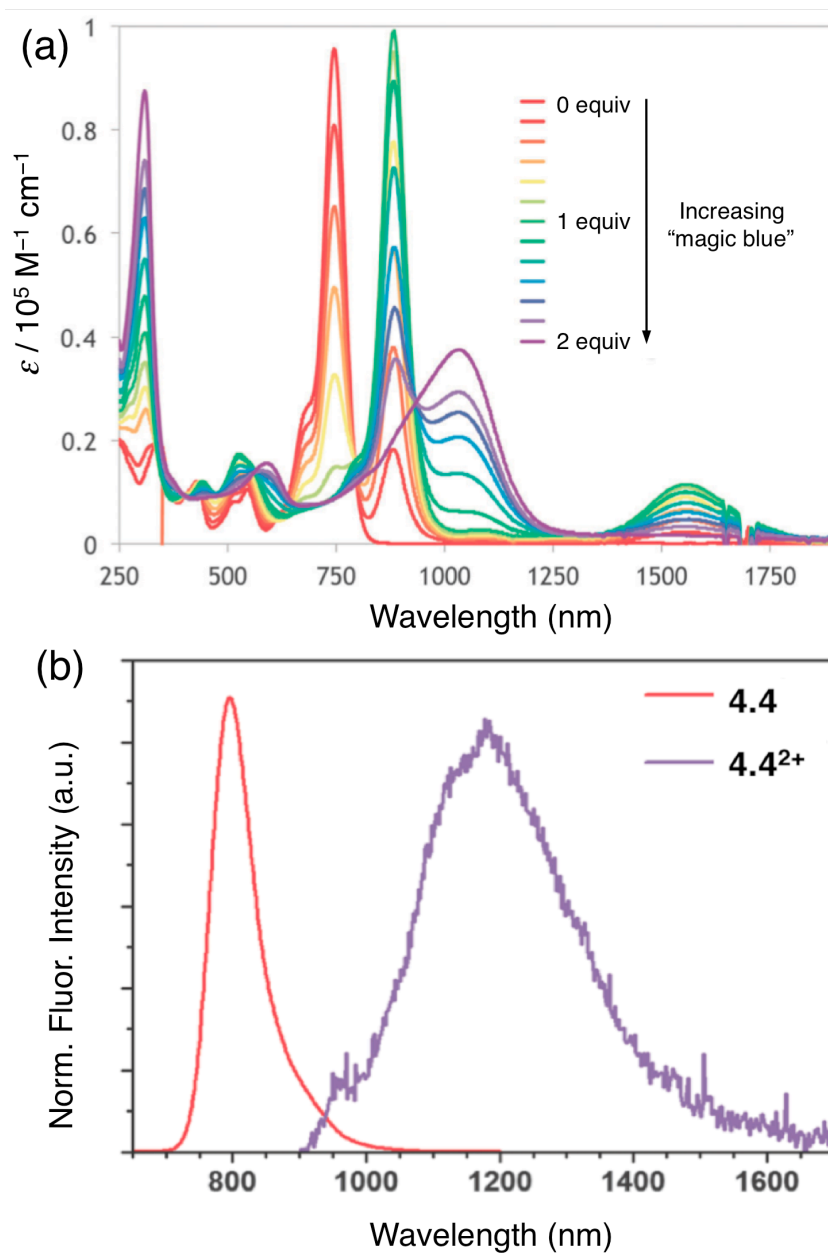 (a)
1
0.8
0.6
0.4
0.2
0
ε / 10⁵ M⁻¹ cm⁻¹
0 equiv
1 equiv
2 equiv
Increasing
“magic blue”
250 500 750 1000 1250 1500 1750
Wavelength (nm)
(b)
Norm. Fluor. Intensity (a.u.)
4.4
4.4²⁺
800 1000 1200 1400 1600
Wavelength (nm)